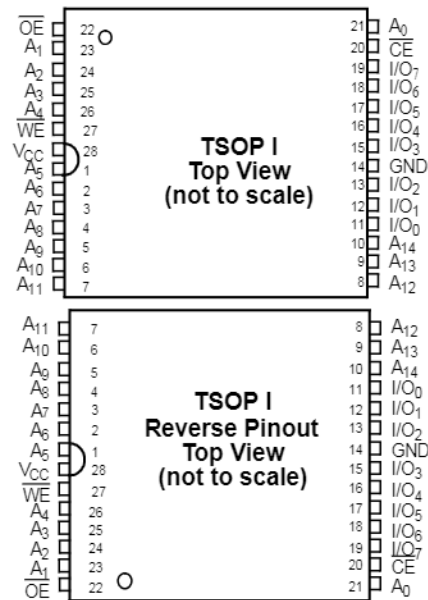 OE 22 21 A0
A1 23 20 CE
A2 24 19 I/O7
A3 25 18 I/O6
A4 26 17 I/O5
WE 27 16 I/O4
VCC 28 15 I/O3
A5 1 14 GND
A6 2 13 I/O2
A7 3 12 I/O1
A8 4 11 I/O0
A9 5 10 A14
A10 6 9 A13
A11 7 8 A12
TSOP I
Top View
(not to scale)
A11 7 8 A12
A10 6 9 A13
A9 5 10 A14
A8 4 11 I/O0
A7 3 12 I/O1
A6 2 13 I/O2
A5 1 14 GND
VCC 28 15 I/O3
WE 27 16 I/O4
A4 26 17 I/O5
A3 25 18 I/O6
A2 24 19 I/O7
A1 23 20 CE
OE 22 21 A0
TSOP I
Reverse Pinout
Top View
(not to scale)